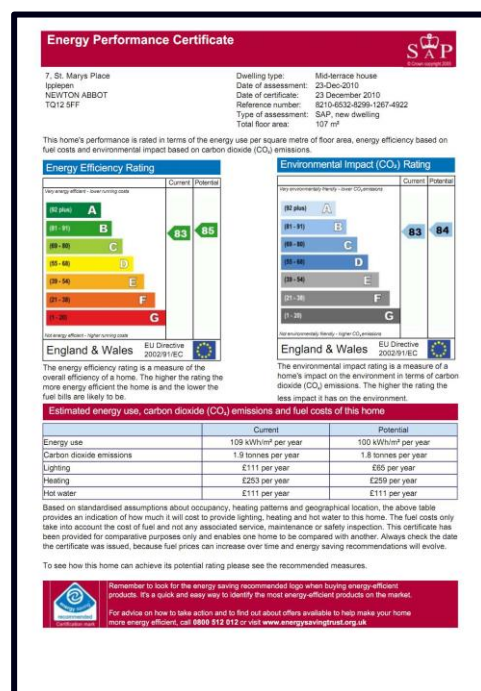 Energy Performance Certificate
SAP
© Crown copyright 2005
7, St. Marys Place
Ipplepen
NEWTON ABBOT
TQ12 5FF
Dwelling type: Mid-terrace house
Date of assessment: 23-Dec-2010
Date of certificate: 23 December 2010
Reference number: 8210-6532-8299-1267-4922
Type of assessment: SAP, new dwelling
Total floor area: 107 m²
This home's performance is rated in terms of the energy use per square metre of floor area, energy efficiency based on
fuel costs and environmental impact based on carbon dioxide (CO₂) emissions.
Energy Efficiency Rating
Current Potential
Very energy efficient - lower running costs
(92 plus) A
(81 - 91) B
(69 - 80) C
(55 - 68) D
(39 - 54) E
(21 - 38) F
(1 - 20) G
83 85
Not energy efficient - higher running costs
England & Wales
EU Directive
2002/91/EC
The energy efficiency rating is a measure of the
overall efficiency of a home. The higher the rating the
more energy efficient the home is and the lower the
fuel bills are likely to be.
Environmental Impact (CO₂) Rating
Current Potential
Very environmentally friendly - lower CO₂ emissions
(92 plus) A
(81 - 91) B
(69 - 80) C
(55 - 68) D
(39 - 54) E
(21 - 38) F
(1 - 20) G
83 84
Not environmentally friendly - higher CO₂ emissions
England & Wales
EU Directive
2002/91/EC
The environmental impact rating is a measure of a
home's impact on the environment in terms of carbon
dioxide (CO₂) emissions. The higher the rating the
less impact it has on the environment.
Estimated energy use, carbon dioxide (CO₂) emissions and fuel costs of this home
Current Potential
Energy use 109 kWh/m² per year 100 kWh/m² per year
Carbon dioxide emissions 1.9 tonnes per year 1.8 tonnes per year
Lighting £111 per year £65 per year
Heating £253 per year £259 per year
Hot water £111 per year £111 per year
Based on standardised assumptions about occupancy, heating patterns and geographical location, the above table
provides an indication of how much it will cost to provide lighting, heating and hot water to this home. The fuel costs only
take into account the cost of fuel and not any associated service, maintenance or safety inspection. This certificate has
been provided for comparative purposes only and enables one home to be compared with another. Always check the date
the certificate was issued, because fuel prices can increase over time and energy saving recommendations will evolve.
To see how this home can achieve its potential rating please see the recommended measures.
energy saving
recommended
Certification mark
Remember to look for the energy saving recommended logo when buying energy-efficient
products. It's a quick and easy way to identify the most energy-efficient products on the market.
For advice on how to take action and to find out about offers available to help make your home
more energy efficient, call 0800 512 012 or visit www.energysavingtrust.org.uk